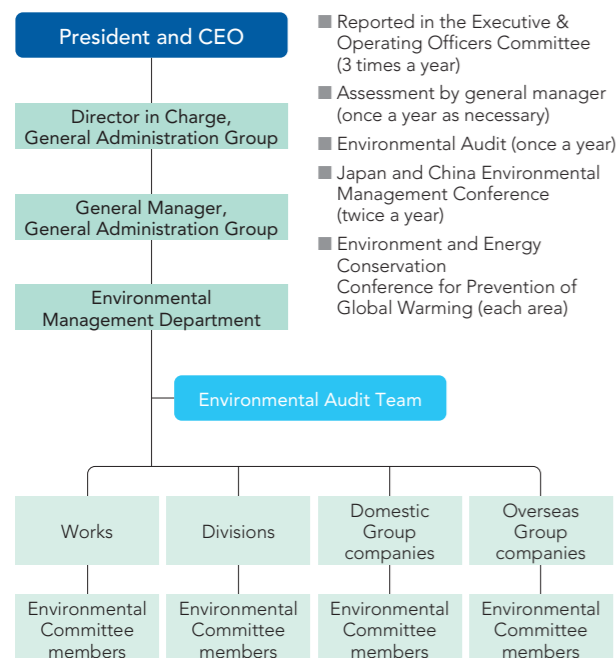 President and CEO
Director in Charge,
General Administration Group
General Manager,
General Administration Group
Environmental
Management Department
■ Reported in the Executive &
Operating Officers Committee
(3 times a year)
■ Assessment by general manager
(once a year as necessary)
■ Environmental Audit (once a year)
■ Japan and China Environmental
Management Conference
(twice a year)
■ Environment and Energy
Conservation
Conference for Prevention of
Global Warming (each area)
Environmental Audit Team
Works
Divisions
Domestic
Group
companies
Overseas
Group
companies
Environmental
Committee
members
Environmental
Committee
members
Environmental
Committee
members
Environmental
Committee
members